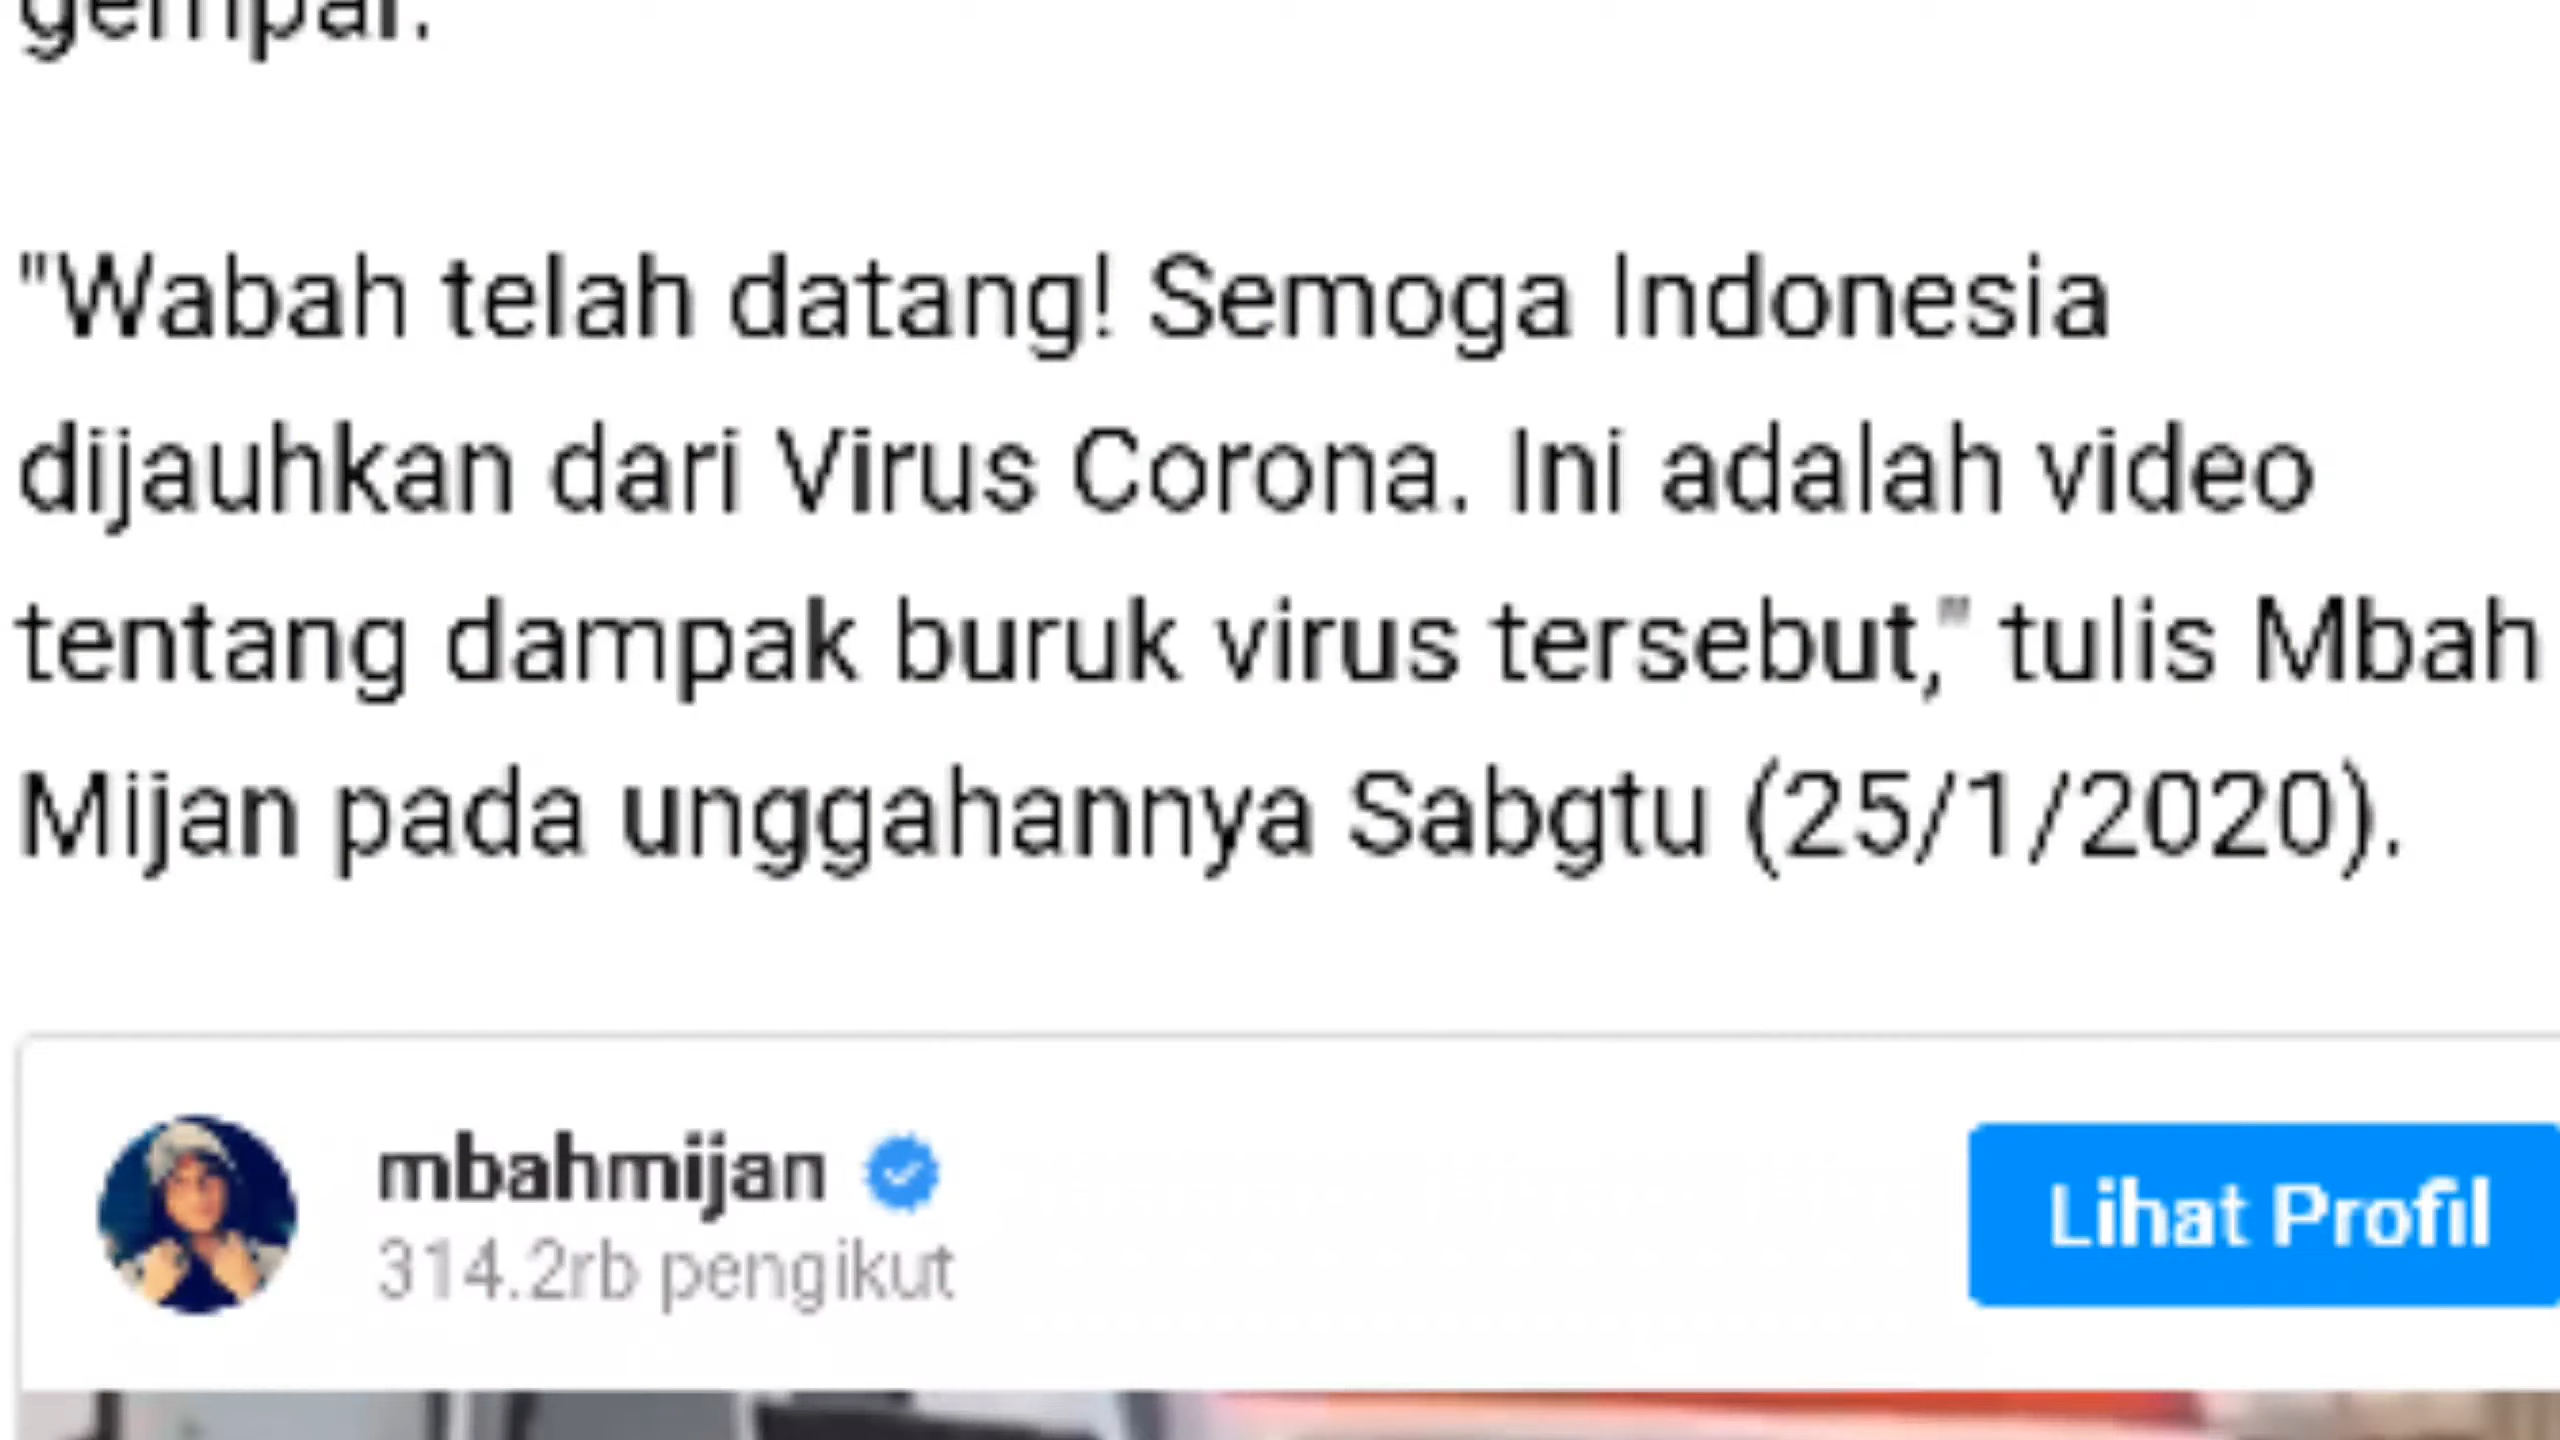 gempar.
"Wabah telah datang! Semoga Indonesia
dijauhkan dari Virus Corona. Ini adalah video
tentang dampak buruk virus tersebut," tulis Mbah
Mijan pada unggahannya Sabgtu (25/1/2020).
mbahmijan
314.2rb pengikut
Lihat Profil